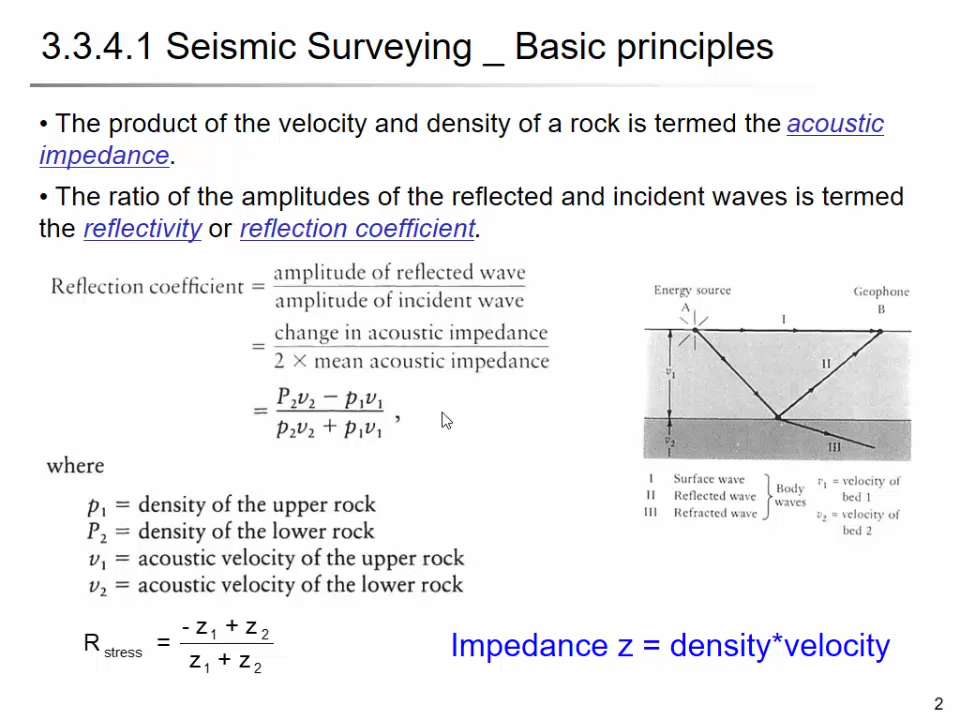 3.3.4.1 Seismic Surveying _ Basic principles
• The product of the velocity and density of a rock is termed the acoustic
impedance.
• The ratio of the amplitudes of the reflected and incident waves is termed
the reflectivity or reflection coefficient.
Reflection coefficient = amplitude of reflected wave / amplitude of incident wave
= change in acoustic impedance / 2 × mean acoustic impedance
= P₂v₂ − p₁v₁ / p₂v₂ + p₁v₁ ,
where
p₁ = density of the upper rock
P₂ = density of the lower rock
v₁ = acoustic velocity of the upper rock
v₂ = acoustic velocity of the lower rock
Energy source
A
Geophone
B
I
II
v₁
v₂
III
I Surface wave
II Reflected wave
III Refracted wave
Body
waves
v₁ = velocity of
bed 1
v₂ = velocity of
bed 2
R stress = - z₁ + z₂ / z₁ + z₂
Impedance z = density*velocity
2